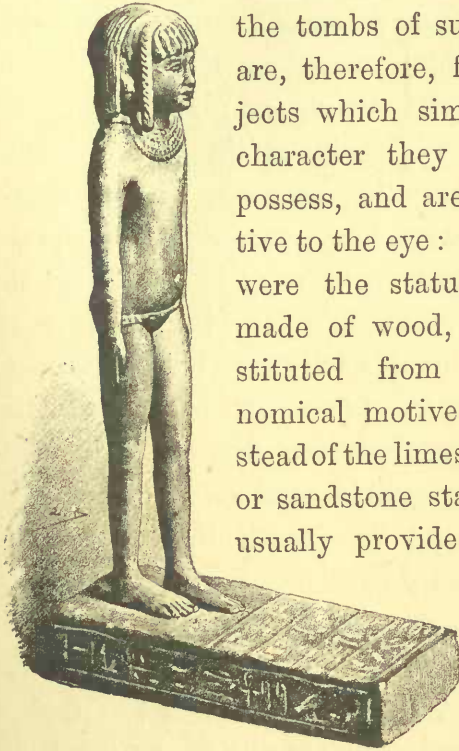 the tombs of su
are, therefore, f
jects which sim
character they
possess, and are
tive to the eye :
were the statu
made of wood,
stituted from
nomical motive
stead of the limes
or sandstone sta
usually provide